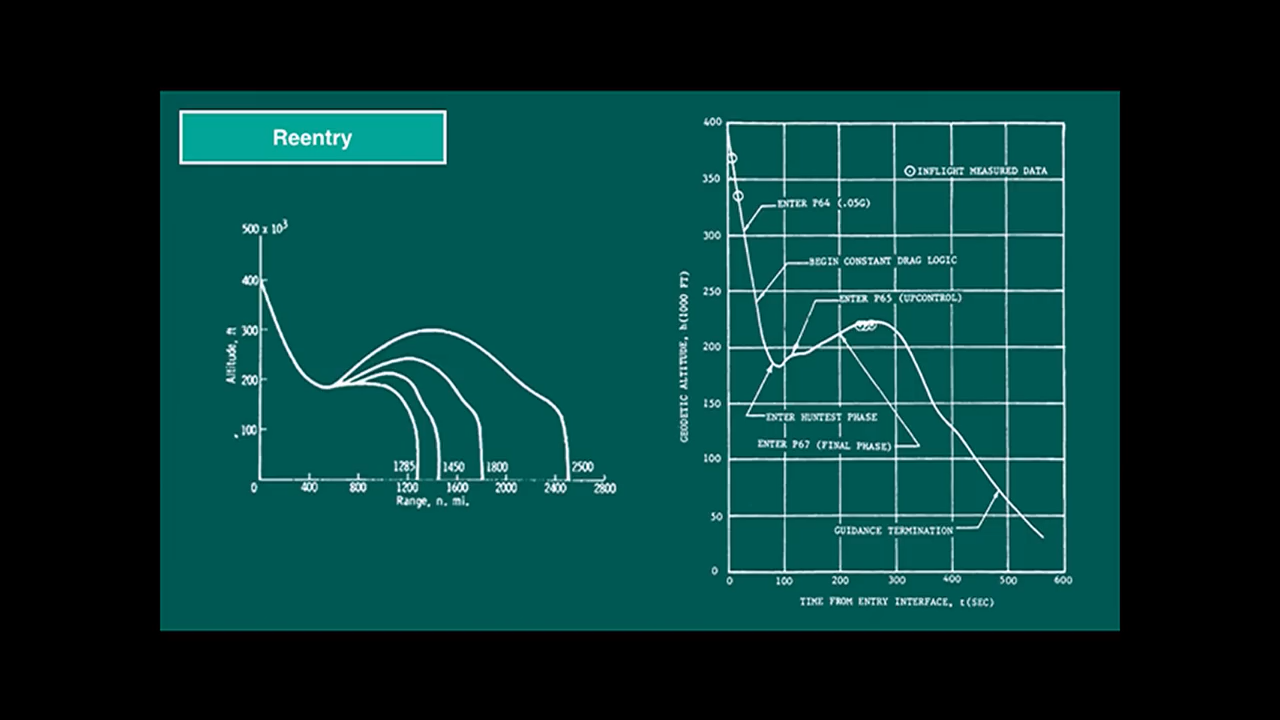 Reentry
500 x 10³
400
300
200
100
0
Altitude, ft
1285
1450
1800
2500
400
800
1200
1600
2000
2400
2800
Range, n. mi.
400
350
300
250
200
150
100
50
0
GEODETIC ALTITUDE, h(1000 FT)
INFLIGHT MEASURED DATA
ENTER P64 (.05G)
BEGIN CONSTANT DRAG LOGIC
ENTER P65 (UPCONTROL)
ENTER HUNTEST PHASE
ENTER P67 (FINAL PHASE)
GUIDANCE TERMINATION
0
100
200
300
400
500
600
TIME FROM ENTRY INTERFACE, t(SEC)